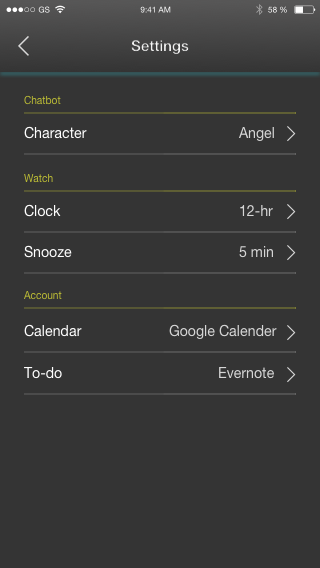 GS 9:41 AM 58 %
Settings
Chatbot
Character Angel
Watch
Clock 12-hr
Snooze 5 min
Account
Calendar Google Calender
To-do Evernote